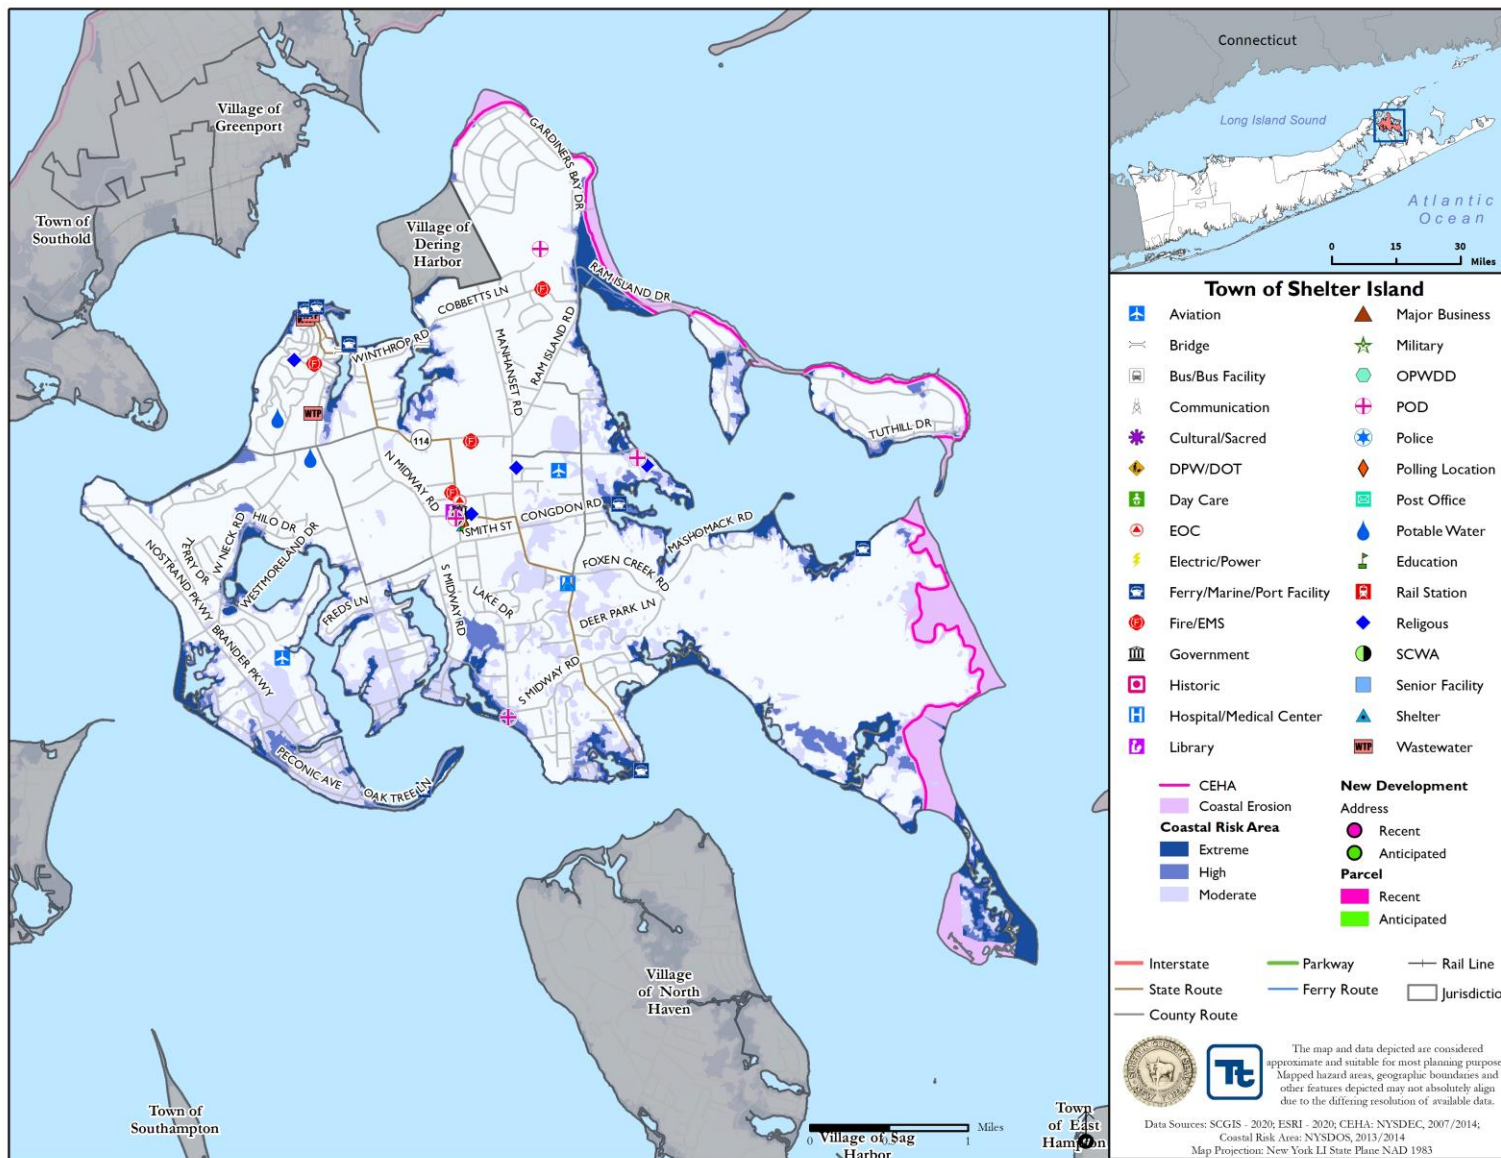 Village of
Greenport
Town of
Southold
Village of
Dering
Harbor
GARDINERS BAY DR
RAM ISLAND DR
COBBETTS LN
WINTHROP RD
MANHANSET RD
RAM ISLAND RD
TUTHILL DR
114
N MIDWAY RD
WTP
SMITH ST
CONGDON RD
MASHOMACK RD
FOXEN CREEK RD
DEER PARK LN
LAKE DR
S MIDWAY RD
S MIDWAY RD
HILO DR
W NECK RD
TERRY DR
WESTMORELAND DR
NOSTRAND PKWY
BRANDER PKWY
FREDS LN
PECONIC AVE
OAK TREE LN
Village
of North
Haven
Town of
Southampton
Village of Sag
Harbor
Town
of East
Hampton
0 0.5 1
Miles
Connecticut
Long Island Sound
Atlantic
Ocean
0 15 30
Miles
Town of Shelter Island
Aviation
Bridge
Bus/Bus Facility
Communication
Cultural/Sacred
DPW/DOT
Day Care
EOC
Electric/Power
Ferry/Marine/Port Facility
Fire/EMS
Government
Historic
Hospital/Medical Center
Library
Major Business
Military
OPWDD
POD
Police
Polling Location
Post Office
Potable Water
Education
Rail Station
Religous
SCWA
Senior Facility
Shelter
WTP Wastewater
CEHA
Coastal Erosion
Coastal Risk Area
Extreme
High
Moderate
New Development
Address
Recent
Anticipated
Parcel
Recent
Anticipated
Interstate
State Route
County Route
Parkway
Ferry Route
Rail Line
Jurisdictio
Tt
The map and data depicted are considered
approximate and suitable for most planning purpose
Mapped hazard areas, geographic boundaries and
other features depicted may not absolutely align
due to the differing resolution of available data.
Data Sources: SCGIS - 2020; ESRI - 2020; CEHA: NYSDEC, 2007/2014;
Coastal Risk Area: NYSDOS, 2013/2014
Map Projection: New York LI State Plane NAD 1983